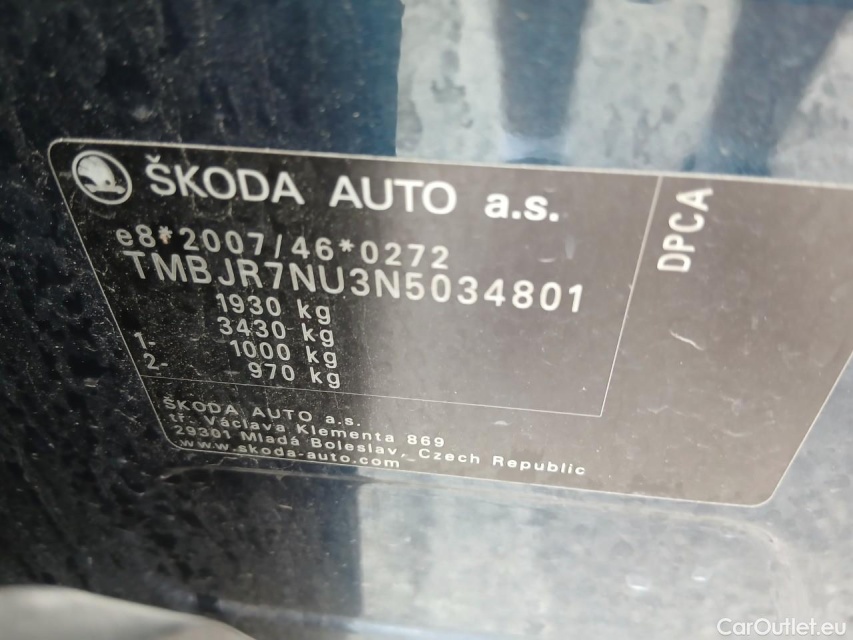 ŠKODA AUTO a.s.
DPCA
e8*2007/46*0272
TMBJR7NU3N5034801
1930 kg
3430 kg
1- 1000 kg
2- 970 kg
ŠKODA AUTO a.s.
tř. Václava Klementa 869
29301 Mladá Boleslav, Czech Republic
www.skoda-auto.com
CarOutlet.eu